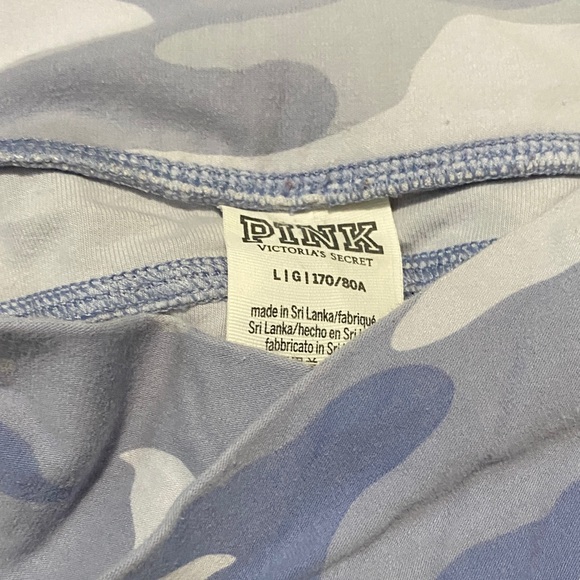 PINK
VICTORIA'S SECRET
L|G|170/80A
made in Sri Lanka/fabriqué
Sri Lanka/hecho en Sri
fabbricato in Sri